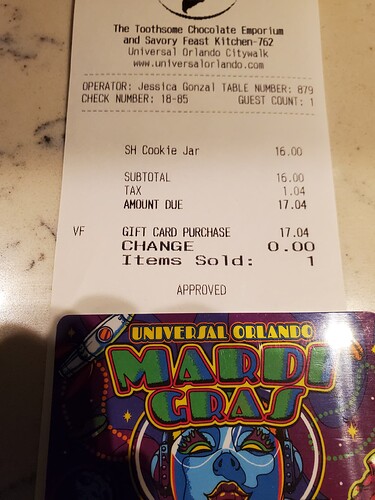 The Toothsome Chocolate Emporium
and Savory Feast Kitchen-762
Universal Orlando Citywalk
www.universalorlando.com
OPERATOR: Jessica Gonzal TABLE NUMBER: 879
CHECK NUMBER: 18-85 GUEST COUNT: 1
SH Cookie Jar 16.00
SUBTOTAL 16.00
TAX 1.04
AMOUNT DUE 17.04
VF GIFT CARD PURCHASE 17.04
CHANGE 0.00
Items Sold: 1
APPROVED
UNIVERSAL ORLANDO
MARDI
GRAS